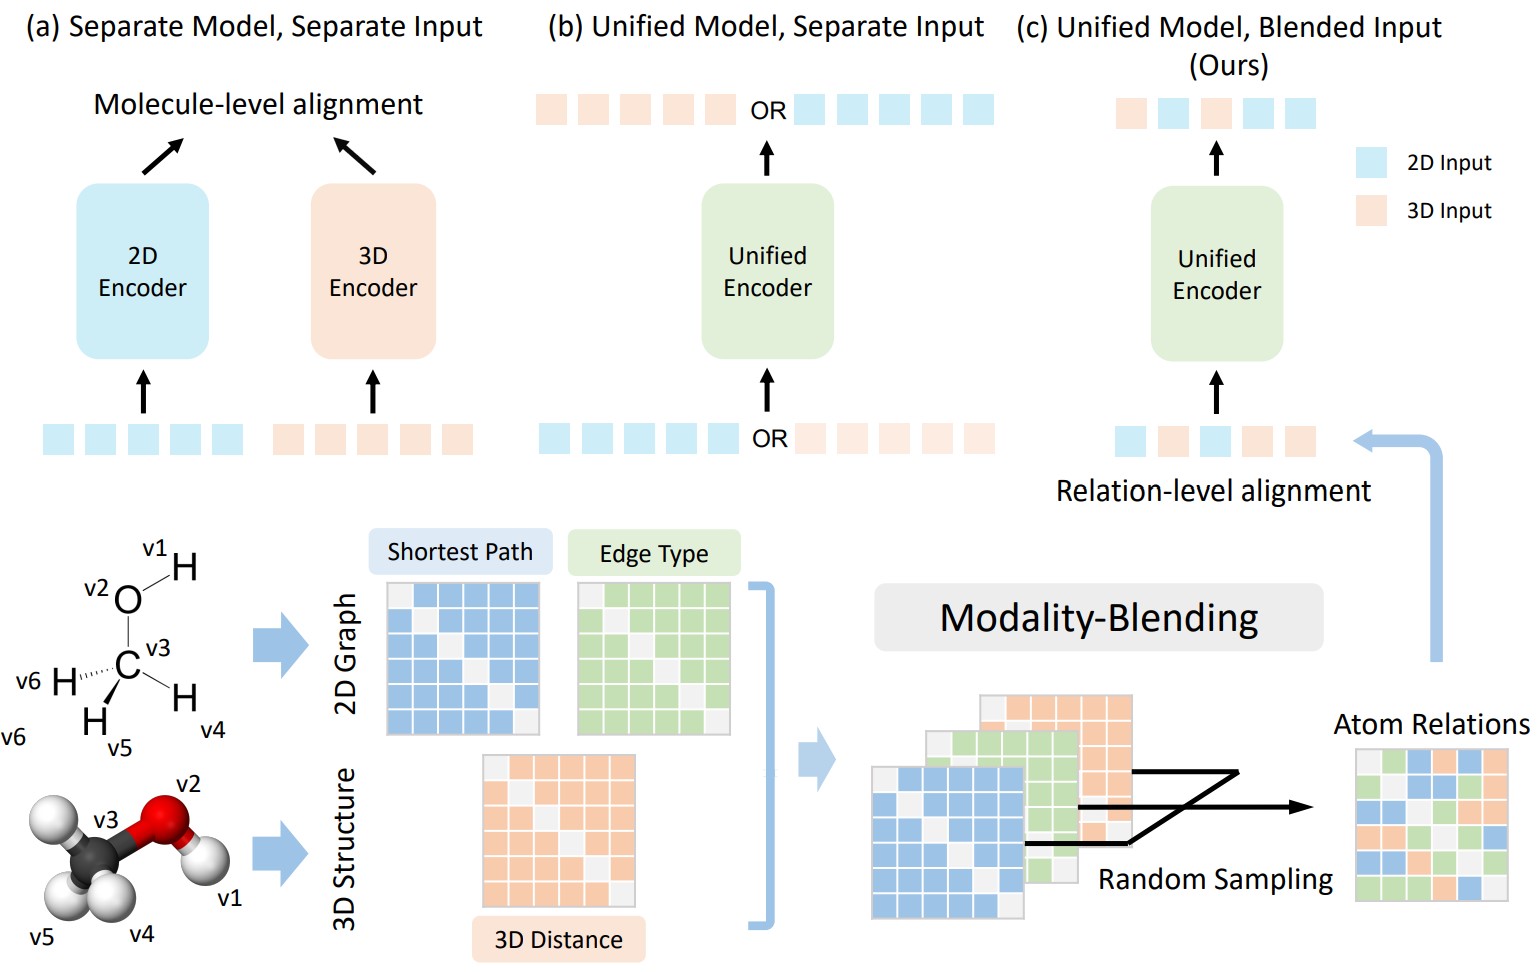 (a) Separate Model, Separate Input
(b) Unified Model, Separate Input
(c) Unified Model, Blended Input
(Ours)
Molecule-level alignment
OR
2D Input
3D Input
2D
Encoder
3D
Encoder
Unified
Encoder
Unified
Encoder
OR
Relation-level alignment
v1
H
v2
O
v3
C
v6
H
H
H
v4
v5
v6
2D Graph
Shortest Path
Edge Type
Modality-Blending
v2
v3
v1
v5
v4
3D Structure
3D Distance
Random Sampling
Atom Relations